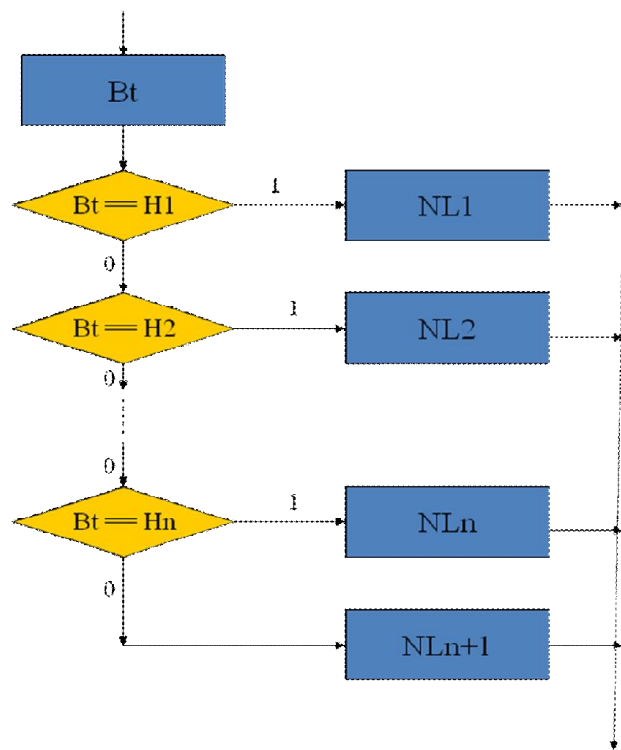 Bt
Bt == H1
1
NL1
0
Bt == H2
1
NL2
0
0
Bt == Hn
1
NLn
0
NLn+1